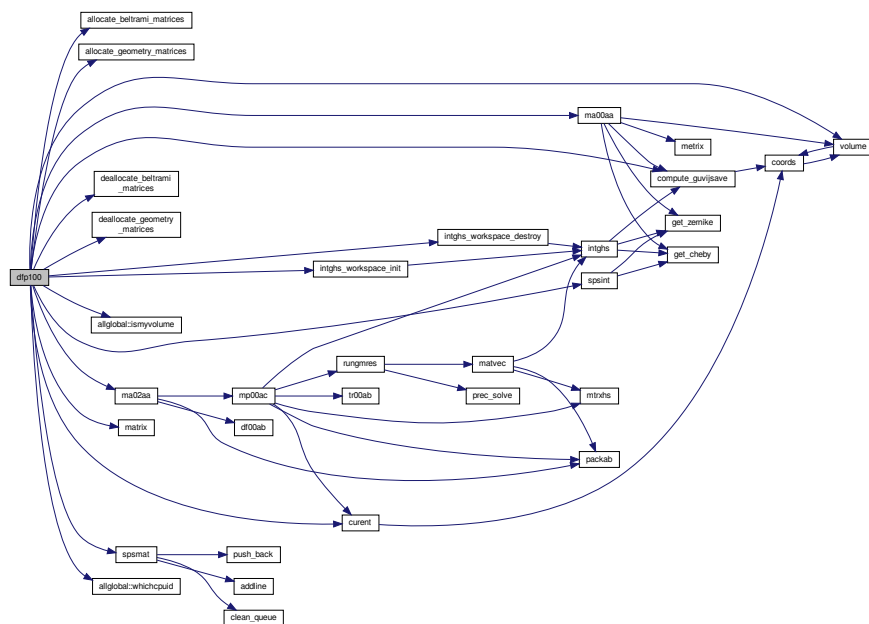 allocate_beltrami_matrices
allocate_geometry_matrices
ma00aa
metrix
volume
coords
compute_guvijsave
deallocate_beltrami
_matrices
deallocate_geometry
_matrices
get_zernike
intghs_workspace_destroy
intghs
get_cheby
intghs_workspace_init
dfp100
spsint
allglobal::ismyvolume
rungmres
matvec
ma02aa
mp00ac
tr00ab
prec_solve
mtrxhs
matrix
df00ab
packab
curent
spsmat
push_back
allglobal::whichcpuid
addline
clean_queue